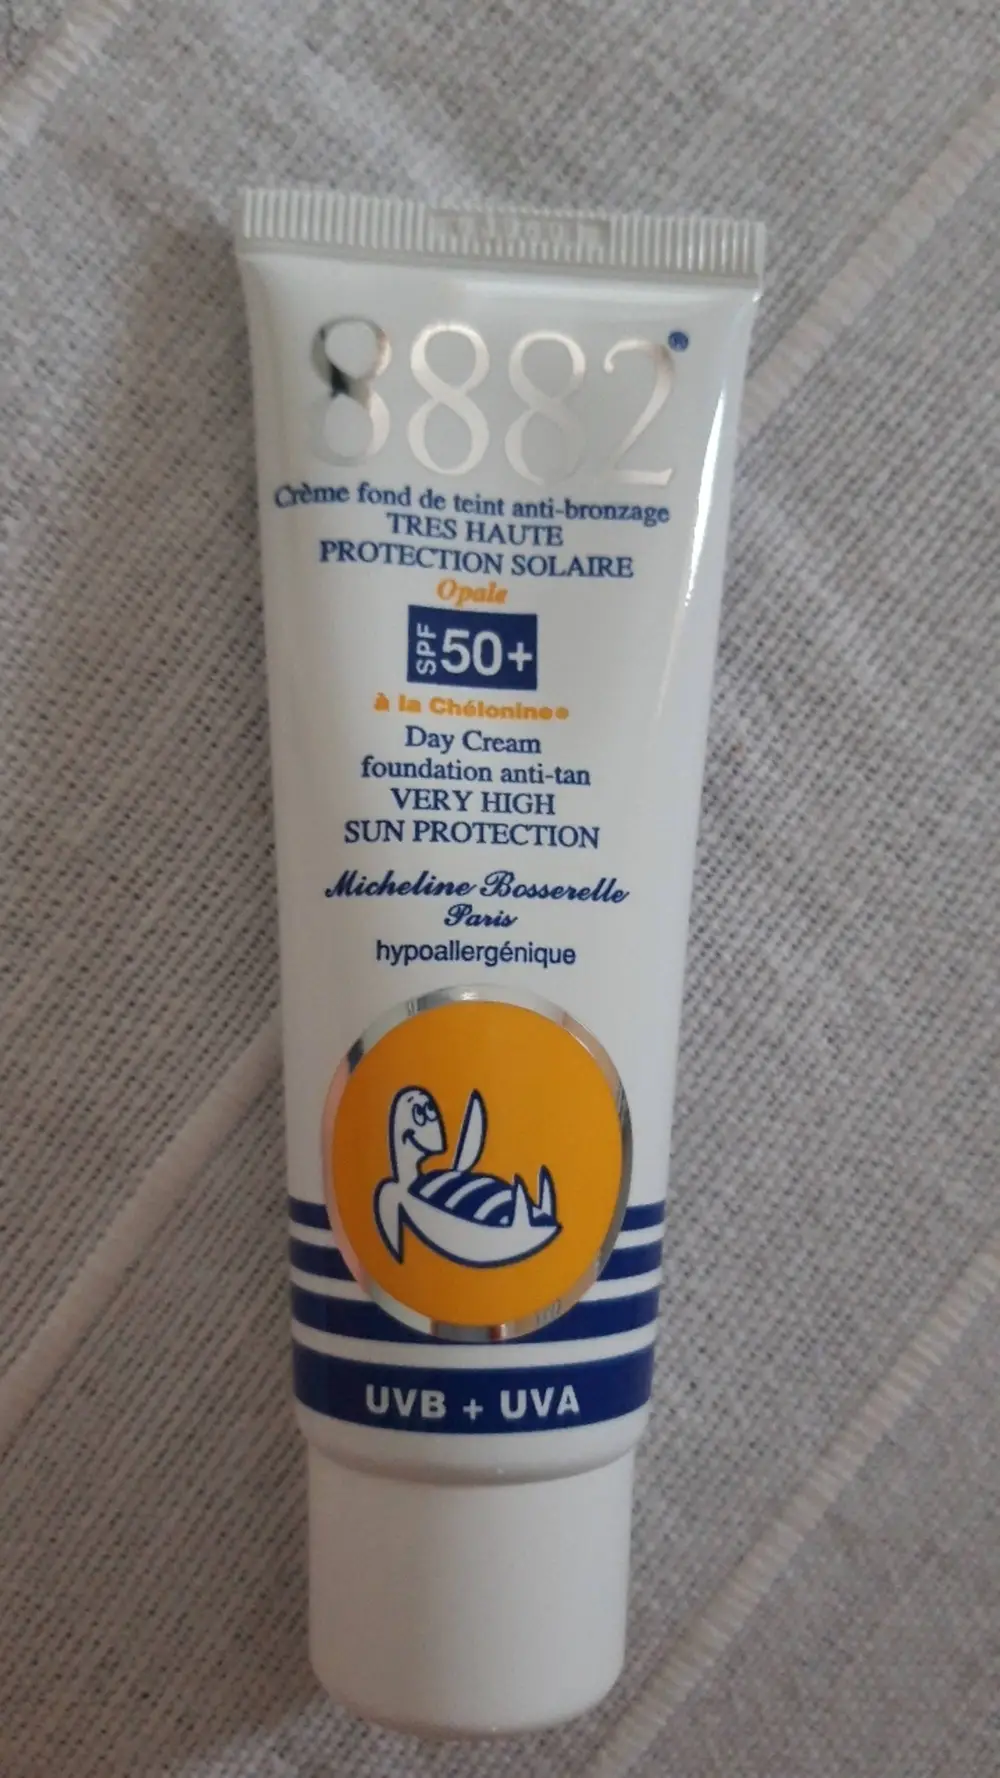 8882®
Crème fond de teint anti-bronzage
TRES HAUTE
PROTECTION SOLAIRE
Opale
SPF 50+
à la Chélonine®
Day Cream
foundation anti-tan
VERY HIGH
SUN PROTECTION
Micheline Bosserelle
Paris
hypoallergénique
UVB + UVA